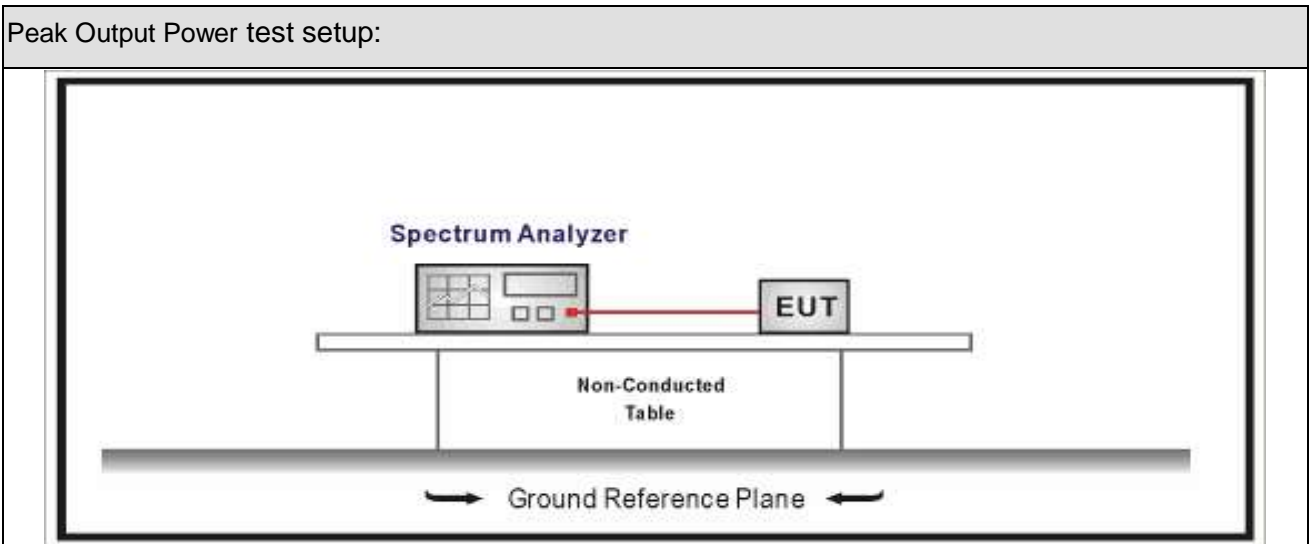 Peak Output Power test setup:
Spectrum Analyzer
EUT
Non-Conducted
Table
Ground Reference Plane